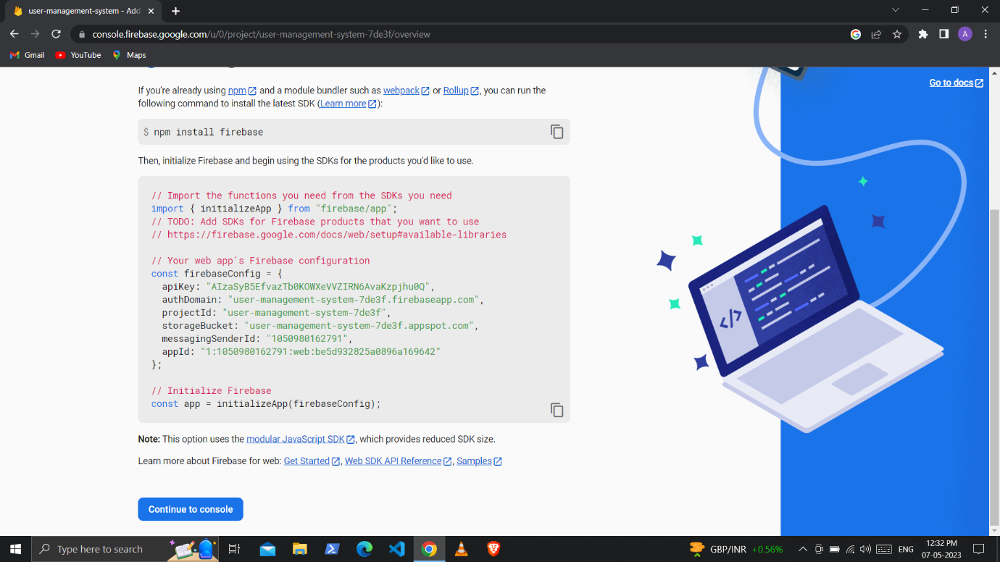 user-management-system - Add
console.firebase.google.com/u/0/project/user-management-system-7de3f/overview
A
Gmail
YouTube
Maps
Go to docs
If you're already using npm and a module bundler such as webpack or Rollup, you can run the
following command to install the latest SDK (Learn more):
$ npm install firebase
Then, initialize Firebase and begin using the SDKs for the products you'd like to use.
// Import the functions you need from the SDKs you need
import { initializeApp } from "firebase/app";
// TODO: Add SDKs for Firebase products that you want to use
// https://firebase.google.com/docs/web/setup#available-libraries
// Your web app's Firebase configuration
const firebaseConfig = {
apiKey: "AIzaSyB5EfvazTb0KOWXeVVZIRN6AvaKzpjhu0Q",
authDomain: "user-management-system-7de3f.firebaseapp.com",
projectId: "user-management-system-7de3f",
storageBucket: "user-management-system-7de3f.appspot.com",
messagingSenderId: "1050980162791",
appId: "1:1050980162791:web:be5d932825a0896a169642"
};
// Initialize Firebase
const app = initializeApp(firebaseConfig);
</>
Note: This option uses the modular JavaScript SDK, which provides reduced SDK size.
Learn more about Firebase for web: Get Started, Web SDK API Reference, Samples
Continue to console
Type here to search
GBP/INR +0.56%
ENG
12:32 PM
07-05-2023